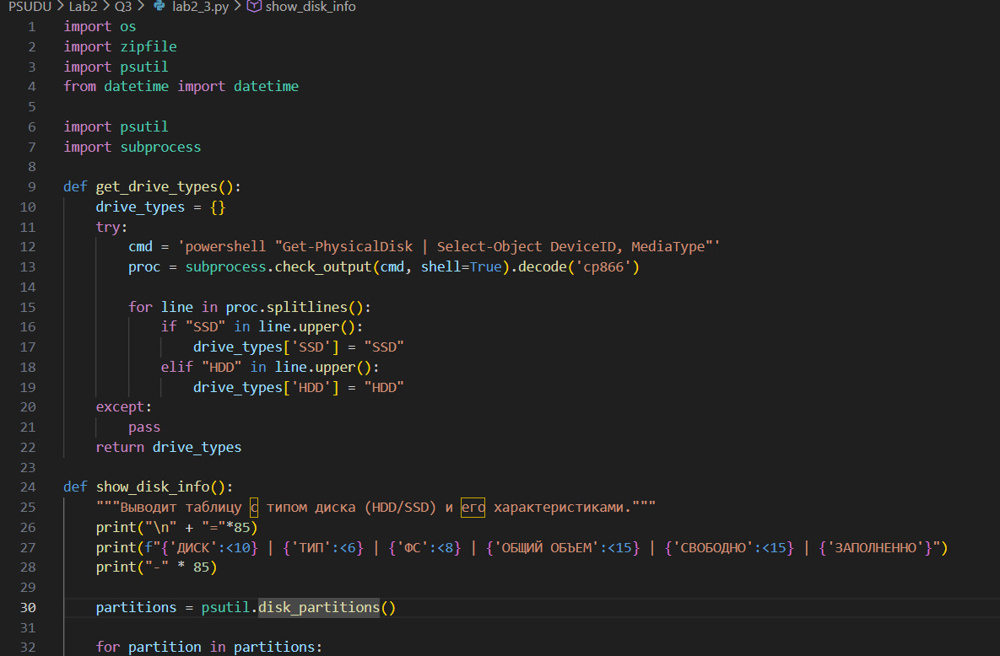 PSUDU > Lab2 > Q3 > lab2_3.py > show_disk_info
1 import os
2 import zipfile
3 import psutil
4 from datetime import datetime
5
6 import psutil
7 import subprocess
8
9 def get_drive_types():
10     drive_types = {}
11     try:
12         cmd = 'powershell "Get-PhysicalDisk | Select-Object DeviceID, MediaType"'
13         proc = subprocess.check_output(cmd, shell=True).decode('cp866')
14
15         for line in proc.splitlines():
16             if "SSD" in line.upper():
17                 drive_types['SSD'] = "SSD"
18             elif "HDD" in line.upper():
19                 drive_types['HDD'] = "HDD"
20     except:
21         pass
22     return drive_types
23
24 def show_disk_info():
25     """Выводит таблицу с типом диска (HDD/SSD) и его характеристиками."""
26     print("\n" + "="*85)
27     print(f"{'ДИСК':<10} | {'ТИП':<6} | {'ФС':<8} | {'ОБЩИЙ ОБЪЕМ':<15} | {'СВОБОДНО':<15} | {'ЗАПОЛНЕННО'}")
28     print("-" * 85)
29
30     partitions = psutil.disk_partitions()
31
32     for partition in partitions: